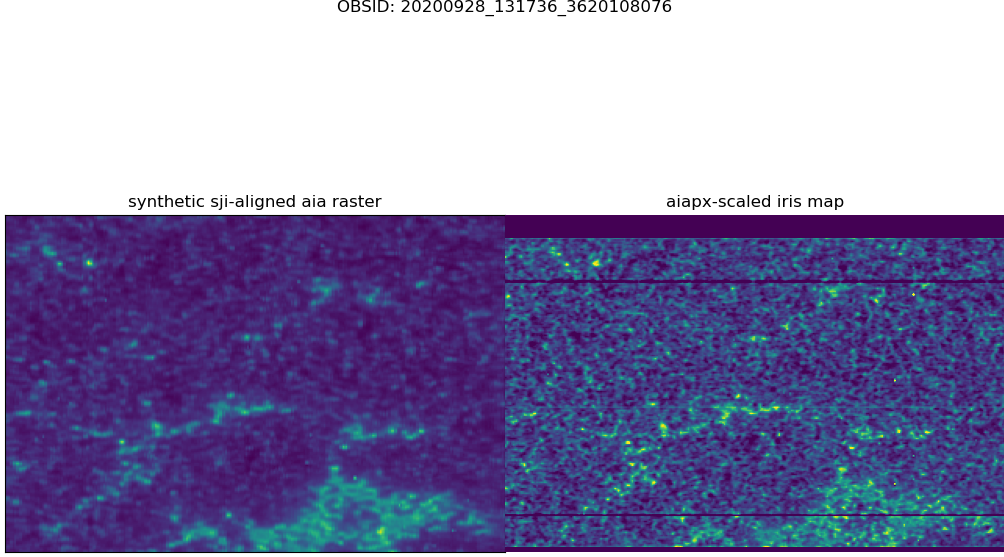 OBSID: 20200928_131736_3620108076
synthetic sji-aligned aia raster
aiapx-scaled iris map